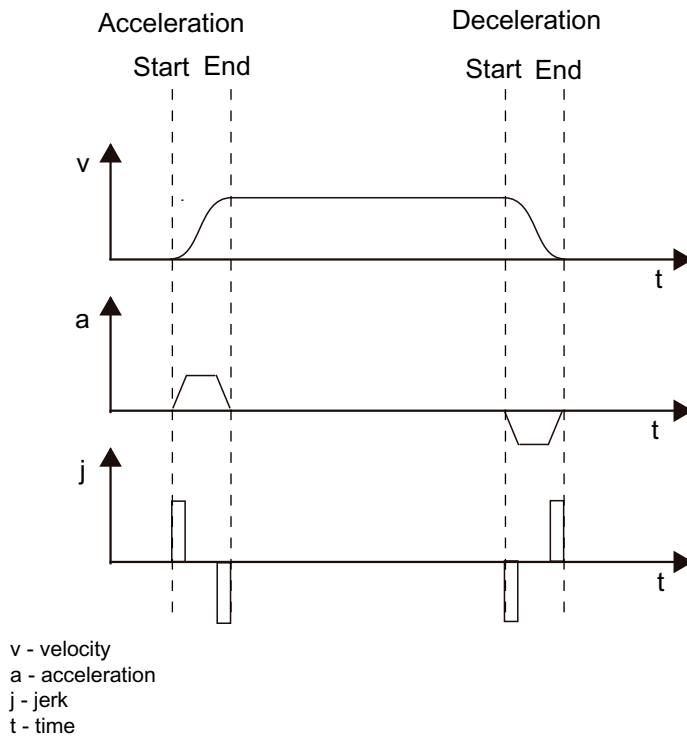 Acceleration Deceleration
Start End Start End
v
t
a
t
j
t
v - velocity
a - acceleration
j - jerk
t - time